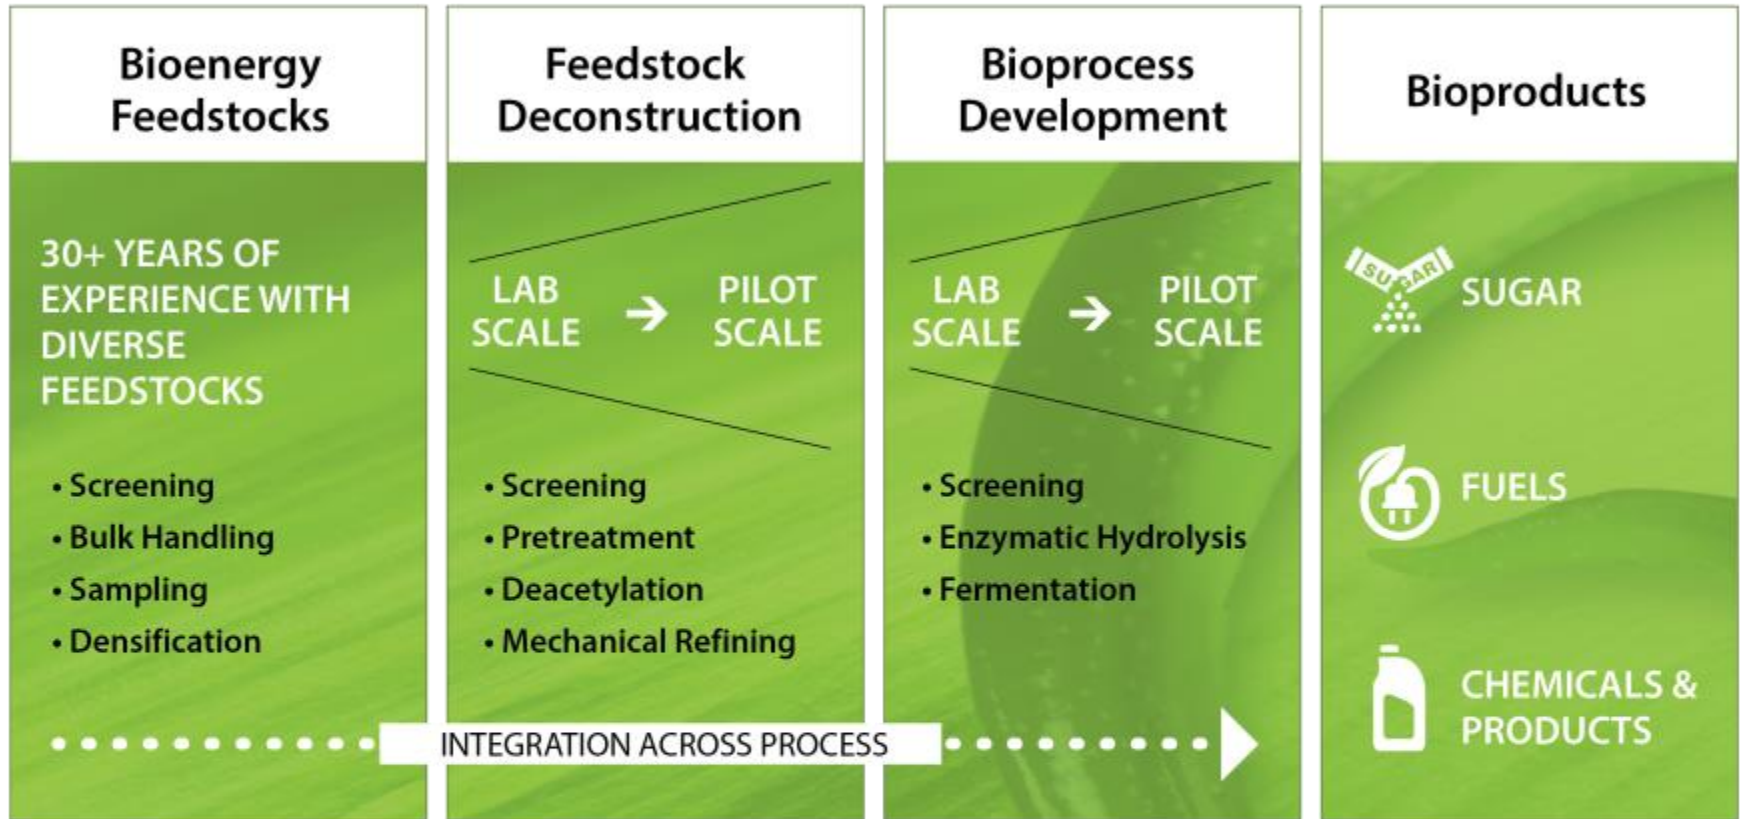 Bioenergy
Feedstocks
30+ YEARS OF
EXPERIENCE WITH
DIVERSE
FEEDSTOCKS
• Screening
• Bulk Handling
• Sampling
• Densification
Feedstock
Deconstruction
LAB
SCALE
PILOT
SCALE
• Screening
• Pretreatment
• Deacetylation
• Mechanical Refining
Bioprocess
Development
LAB
SCALE
PILOT
SCALE
• Screening
• Enzymatic Hydrolysis
• Fermentation
INTEGRATION ACROSS PROCESS
Bioproducts
SUGAR
SUGAR
FUELS
CHEMICALS &
PRODUCTS